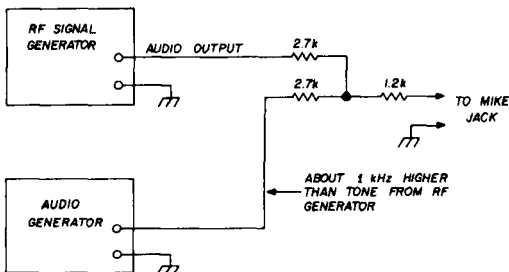 RF SIGNAL
GENERATOR
AUDIO OUTPUT
2.7k
2.7k
1.2k
TO MIKE
JACK
ABOUT 1 kHz HIGHER
THAN TONE FROM RF
GENERATOR
AUDIO
GENERATOR